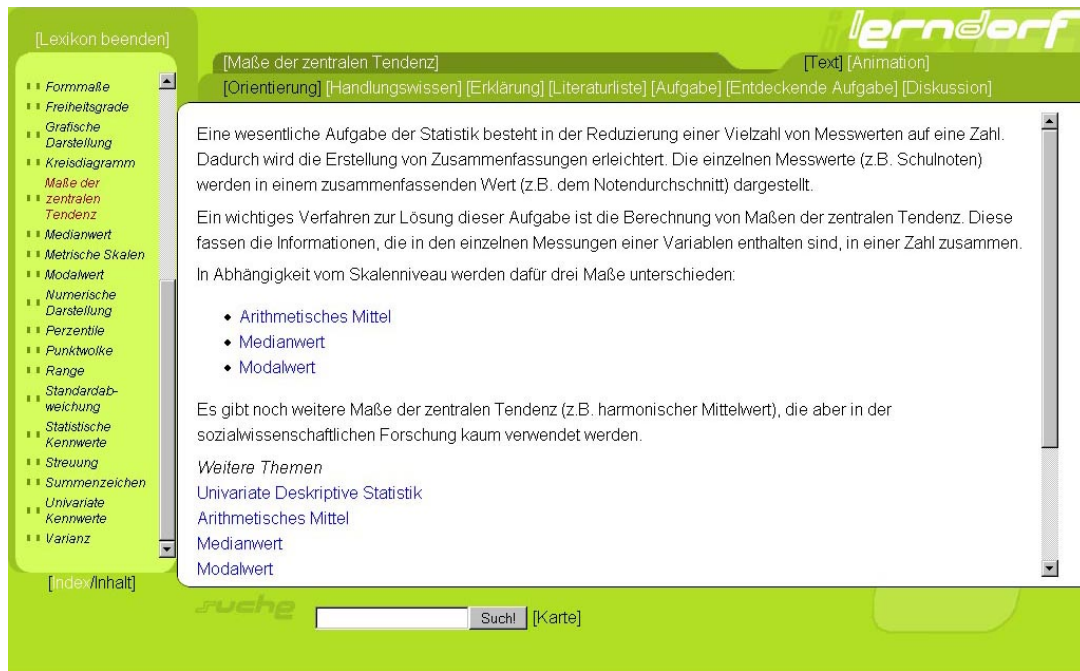 [Lexikon beenden]
ilerndorf
[Maße der zentralen Tendenz]
[Text] [Animation]
[Orientierung] [Handlungswissen] [Erklärung] [Literaturliste] [Aufgabe] [Entdeckende Aufgabe] [Diskussion]
Formmaße
Freiheitsgrade
Grafische
Darstellung
Kreisdiagramm
Maße der
zentralen
Tendenz
Medianwert
Metrische Skalen
Modalwert
Numerische
Darstellung
Perzentile
Punktwolke
Range
Standardab-
weichung
Statistische
Kennwerte
Streuung
Summenzeichen
Univariate
Kennwerte
Varianz
[Index/Inhalt]
Eine wesentliche Aufgabe der Statistik besteht in der Reduzierung einer Vielzahl von Messwerten auf eine Zahl.
Dadurch wird die Erstellung von Zusammenfassungen erleichtert. Die einzelnen Messwerte (z.B. Schulnoten)
werden in einem zusammenfassenden Wert (z.B. dem Notendurchschnitt) dargestellt.
Ein wichtiges Verfahren zur Lösung dieser Aufgabe ist die Berechnung von Maßen der zentralen Tendenz. Diese
fassen die Informationen, die in den einzelnen Messungen einer Variablen enthalten sind, in einer Zahl zusammen.
In Abhängigkeit vom Skalenniveau werden dafür drei Maße unterschieden:
• Arithmetisches Mittel
• Medianwert
• Modalwert
Es gibt noch weitere Maße der zentralen Tendenz (z.B. harmonischer Mittelwert), die aber in der
sozialwissenschaftlichen Forschung kaum verwendet werden.
Weitere Themen
Univariate Deskriptive Statistik
Arithmetisches Mittel
Medianwert
Modalwert
suche
Such!
[Karte]